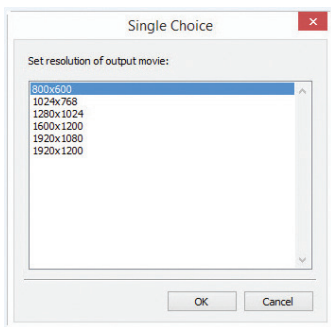 Single Choice
Set resolution of output movie:
800x600
1024x768
1280x1024
1600x1200
1920x1080
1920x1200
OK
Cancel